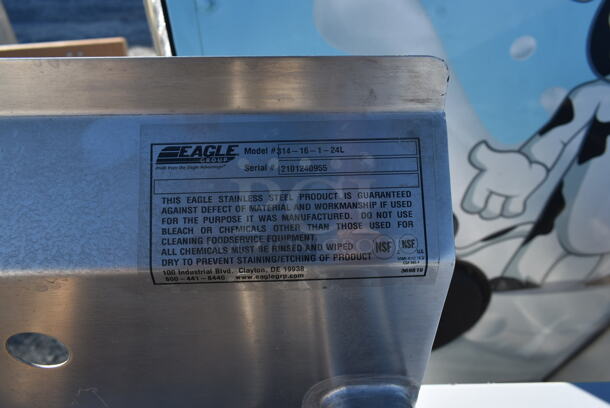 EAGLE Model # 314-16-1-24L
GROUP
Serial # 2101240955
THIS EAGLE STAINLESS STEEL PRODUCT IS GUARANTEED
AGAINST DEFECT OF MATERIAL AND WORKMANSHIP IF USED
FOR THE PURPOSE IT WAS MANUFACTURED. DO NOT USE
BLEACH OR CHEMICALS OTHER THAN THOSE USED FOR
CLEANING FOODSERVICE EQUIPMENT.
ALL CHEMICALS MUST BE RINSED AND WIPED
DRY TO PREVENT STAINING/ETCHING OF PRODUCT
NSF NSF
100 Industrial Blvd. Clayton, DE 19938
800-441-8440 www.eaglegrp.com